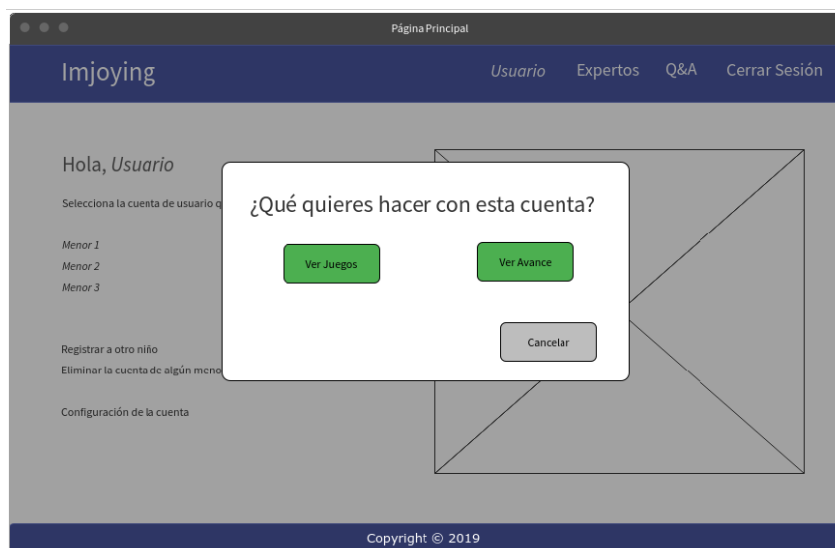 Página Principal
Imjoying
Usuario Expertos Q&A Cerrar Sesión
Hola, Usuario
Selecciona la cuenta de usuario q
Menor 1
Menor 2
Menor 3
Registrar a otro niño
Eliminar la cuenta de algún meno
Configuración de la cuenta
¿Qué quieres hacer con esta cuenta?
Ver Juegos Ver Avance
Cancelar
Copyright © 2019